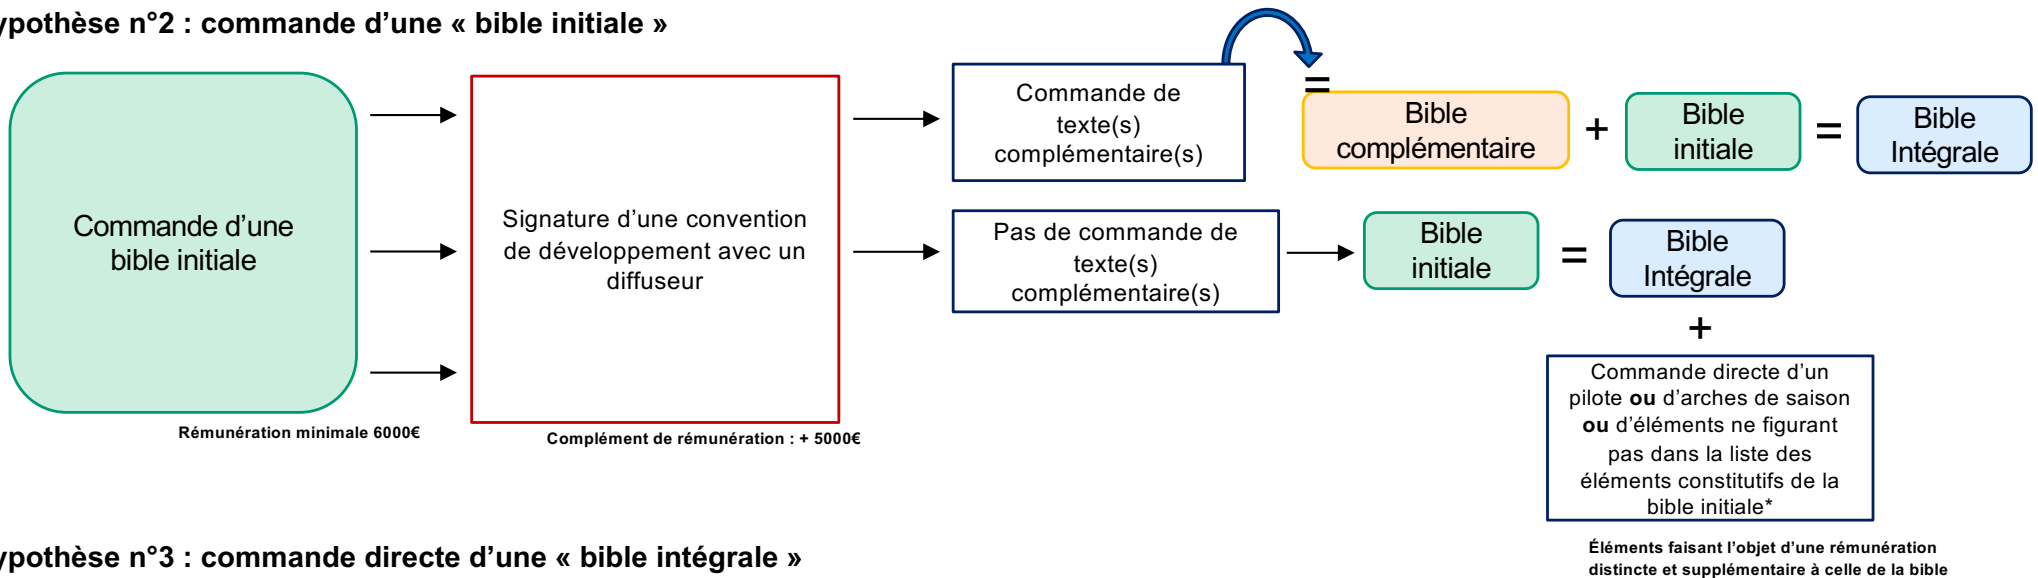 ypothèse n°2 : commande d’une « bible initiale »
Commande d’une
bible initiale
Rémunération minimale 6000€
Signature d’une convention
de développement avec un
diffuseur
Complément de rémunération : + 5000€
Commande de
texte(s)
complémentaire(s)
=
Bible
complémentaire
+
Bible
initiale
=
Bible
Intégrale
Pas de commande de
texte(s)
complémentaire(s)
Bible
initiale
=
Bible
Intégrale
+
Commande directe d’un
pilote ou d’arches de saison
ou d’éléments ne figurant
pas dans la liste des
éléments constitutifs de la
bible initiale*
Éléments faisant l’objet d’une rémunération
distincte et supplémentaire à celle de la bible
ypothèse n°3 : commande directe d’une « bible intégrale »